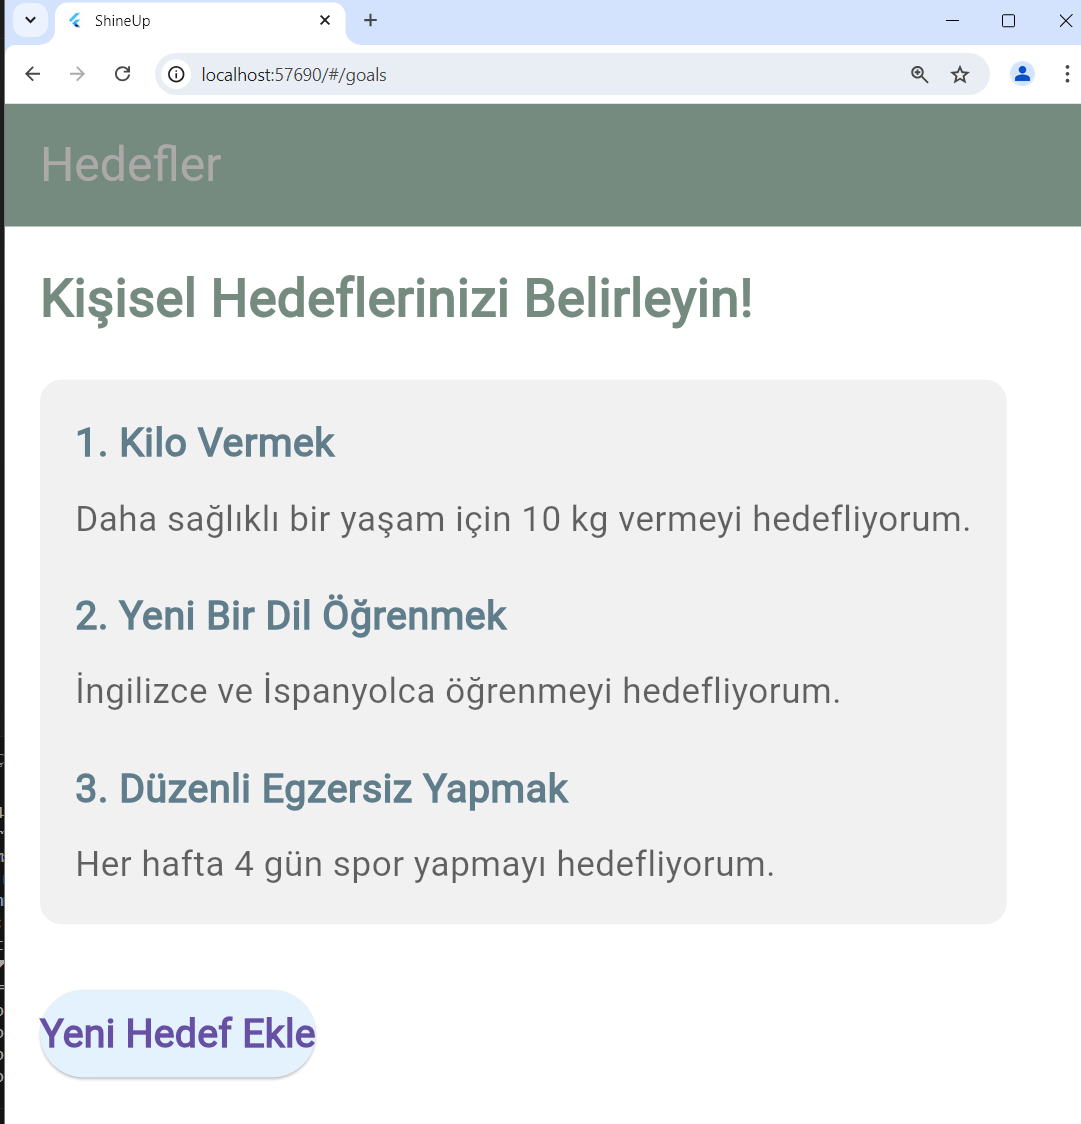 ShineUp
localhost:57690/#/goals
Hedefler
Kişisel Hedeflerinizi Belirleyin!
1. Kilo Vermek
Daha sağlıklı bir yaşam için 10 kg vermeyi hedefliyorum.
2. Yeni Bir Dil Öğrenmek
İngilizce ve İspanyolca öğrenmeyi hedefliyorum.
3. Düzenli Egzersiz Yapmak
Her hafta 4 gün spor yapmayı hedefliyorum.
Yeni Hedef Ekle